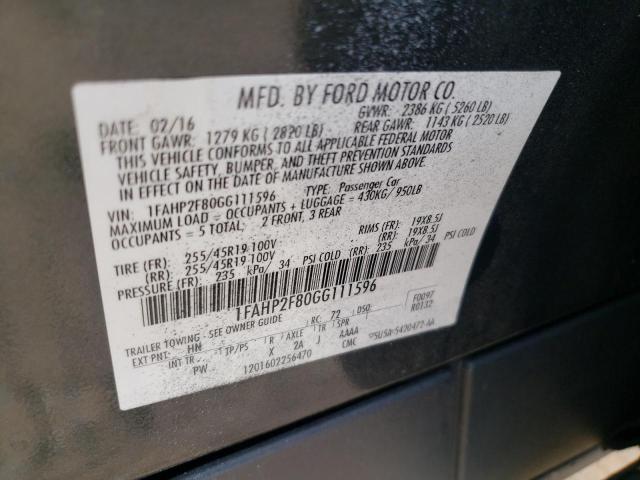 MFD. BY FORD MOTOR CO.
DATE: 02/16 GVWR: 2386 KG ( 5260 LB)
FRONT GAWR: 1279 KG ( 2820 LB) REAR GAWR: 1143 KG ( 2520 LB)
THIS VEHICLE CONFORMS TO ALL APPLICABLE FEDERAL MOTOR
VEHICLE SAFETY, BUMPER, AND THEFT PREVENTION STANDARDS
IN EFFECT ON THE DATE OF MANUFACTURE SHOWN ABOVE.
VIN: 1FAHP2F80GG111596 TYPE: Passenger Car
MAXIMUM LOAD = OCCUPANTS + LUGGAGE = 430KG/ 950LB
OCCUPANTS = 5 TOTAL: 2 FRONT, 3 REAR
TIRE (FR): 255/45R19 100V RIMS (FR): 19X8.5J
(RR): 255/45R19 100V (RR): 19X8.5J
PRESSURE (FR): 235 kPa/ 34 PSI COLD (RR): 235 kPa/ 34 PSI COLD
1FAHP2F80GG111596
TRAILER TOWING - SEE OWNER GUIDE RC: 72 DSO: F0097
EXT PNT: HN R0132
INT TR TP/PS R AXLE TR SPR
PW X 2A J AAAA
1201602256470 CMC 5U5A-5420472-AA